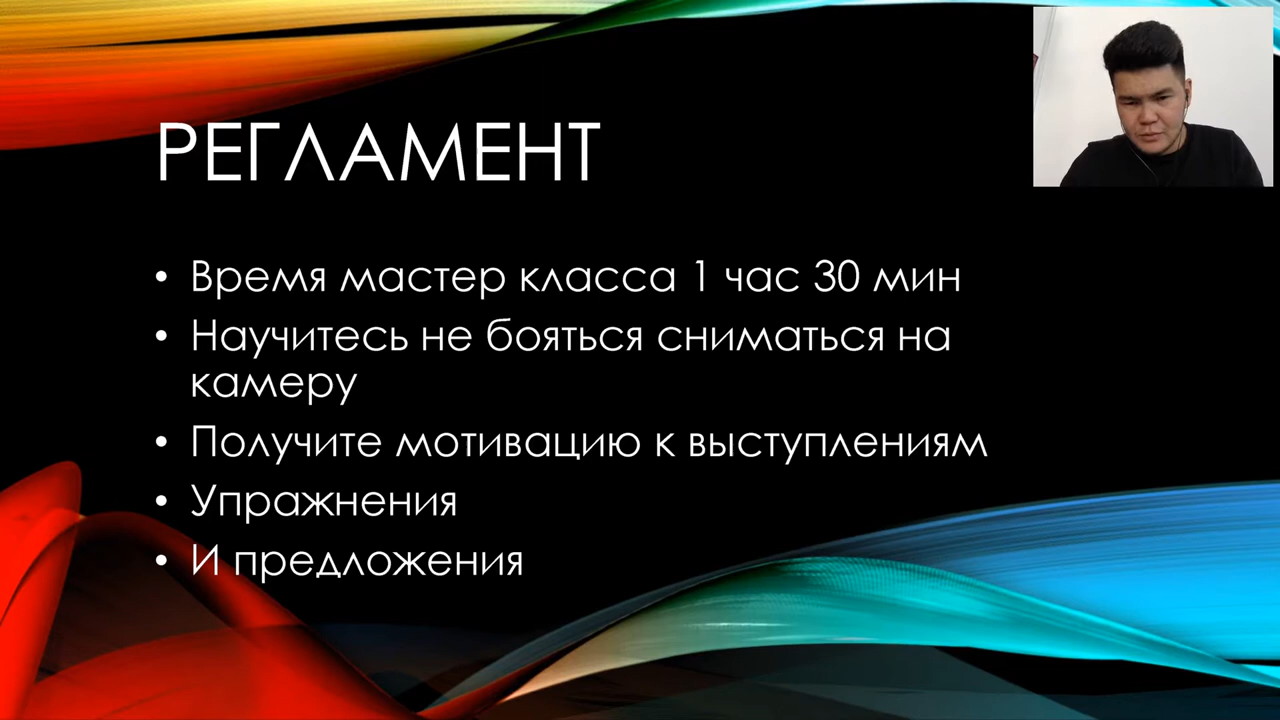 РЕГЛАМЕНТ
• Время мастер класса 1 час 30 мин
• Научитесь не бояться сниматься на
камеру
• Получите мотивацию к выступлениям
• Упражнения
• И предложения